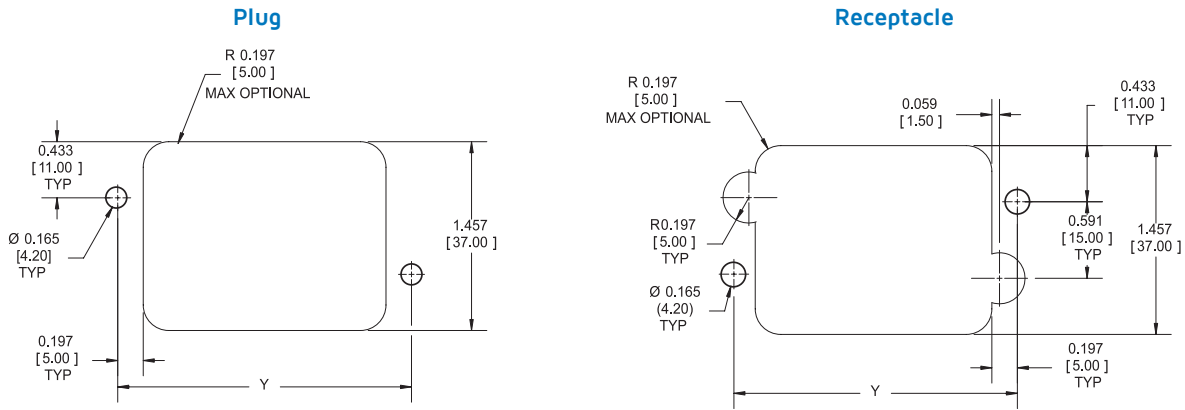 Plug
R 0.197
[5.00 ]
MAX OPTIONAL
0.433
[11.00 ]
TYP
Ø 0.165
[4.20]
TYP
0.197
[5.00 ]
TYP
1.457
[37.00 ]
Y
Receptacle
R 0.197
[5.00 ]
MAX OPTIONAL
0.059
[1.50 ]
0.433
[11.00 ]
TYP
R0.197
[5.00 ]
TYP
Ø 0.165
(4.20)
TYP
0.591
[15.00 ]
TYP
1.457
[37.00 ]
0.197
[5.00 ]
TYP
Y